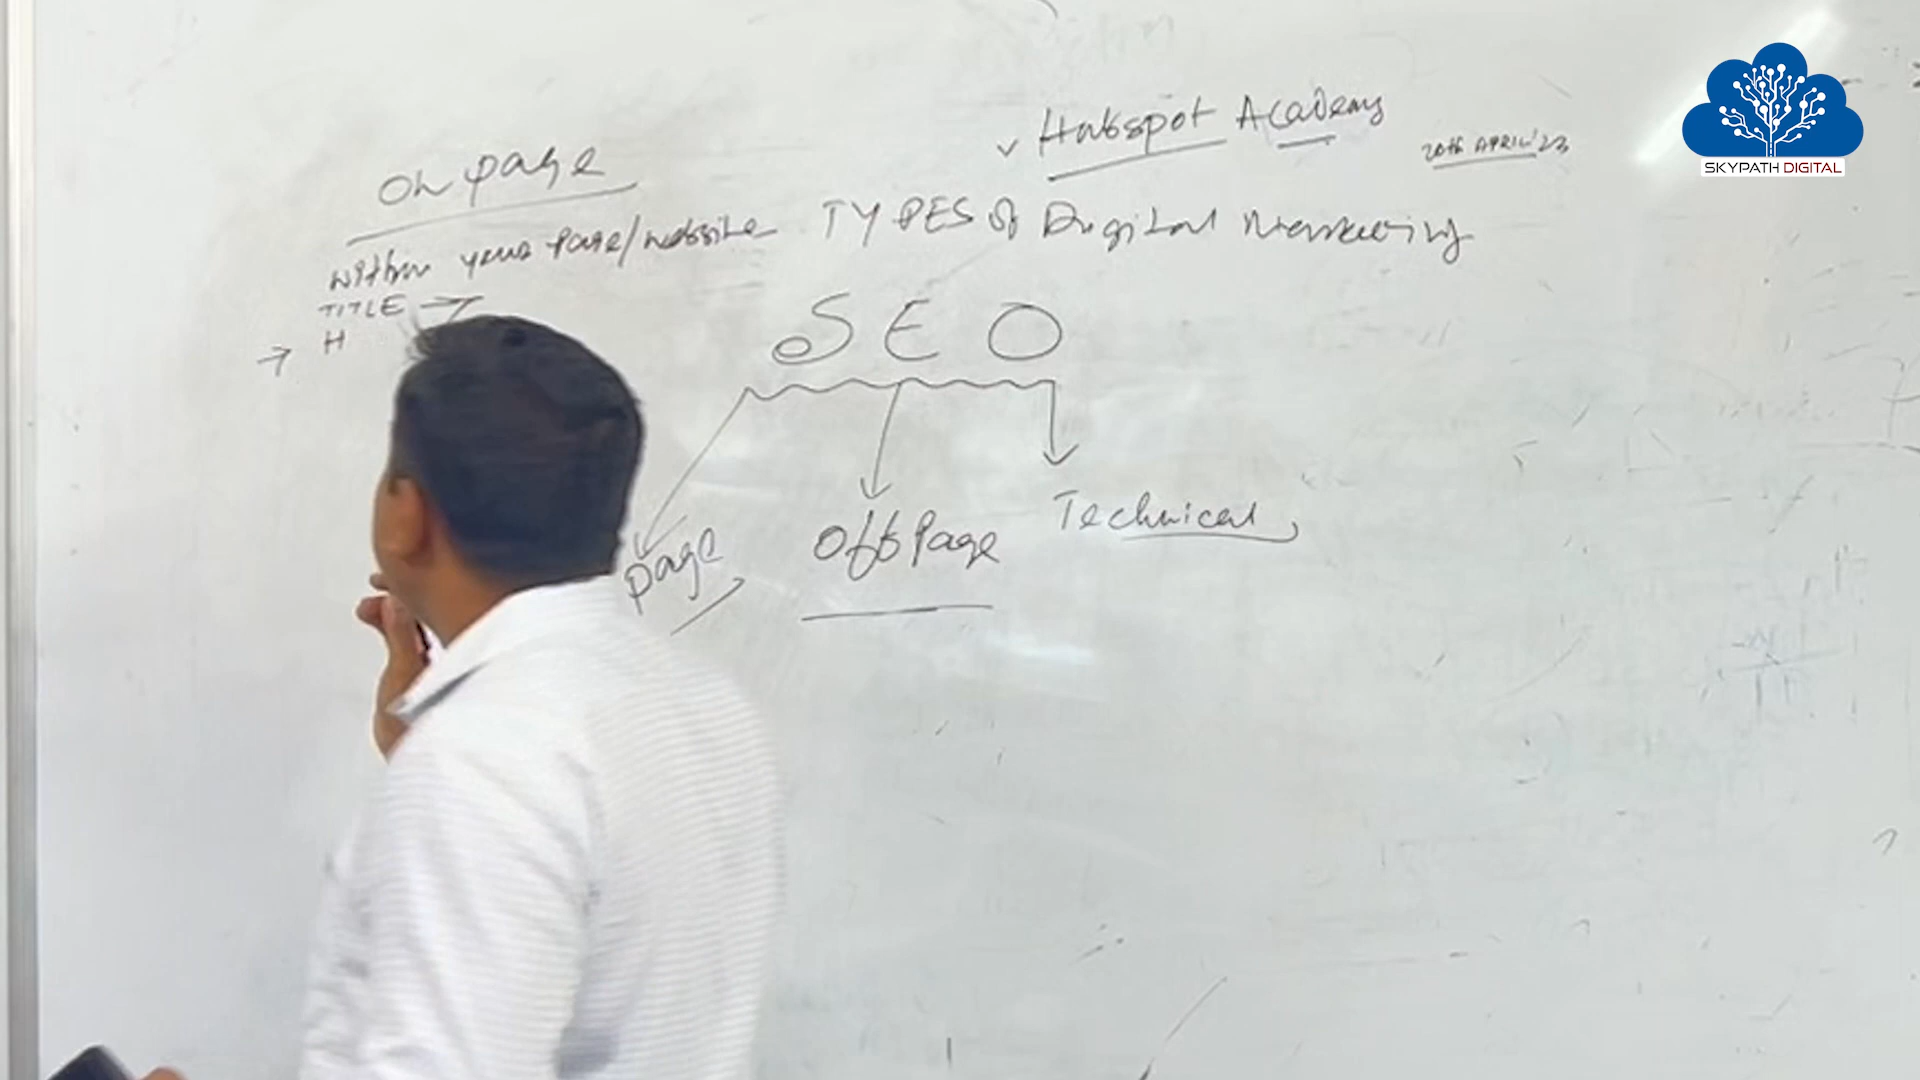 ✓ Hubspot Academy
20th APRIL'23
SKYPATH DIGITAL
TYPES of Digital Marketing
On page
within your Page/website
TITLE →
→ H
SEO
page
Off Page
Technical